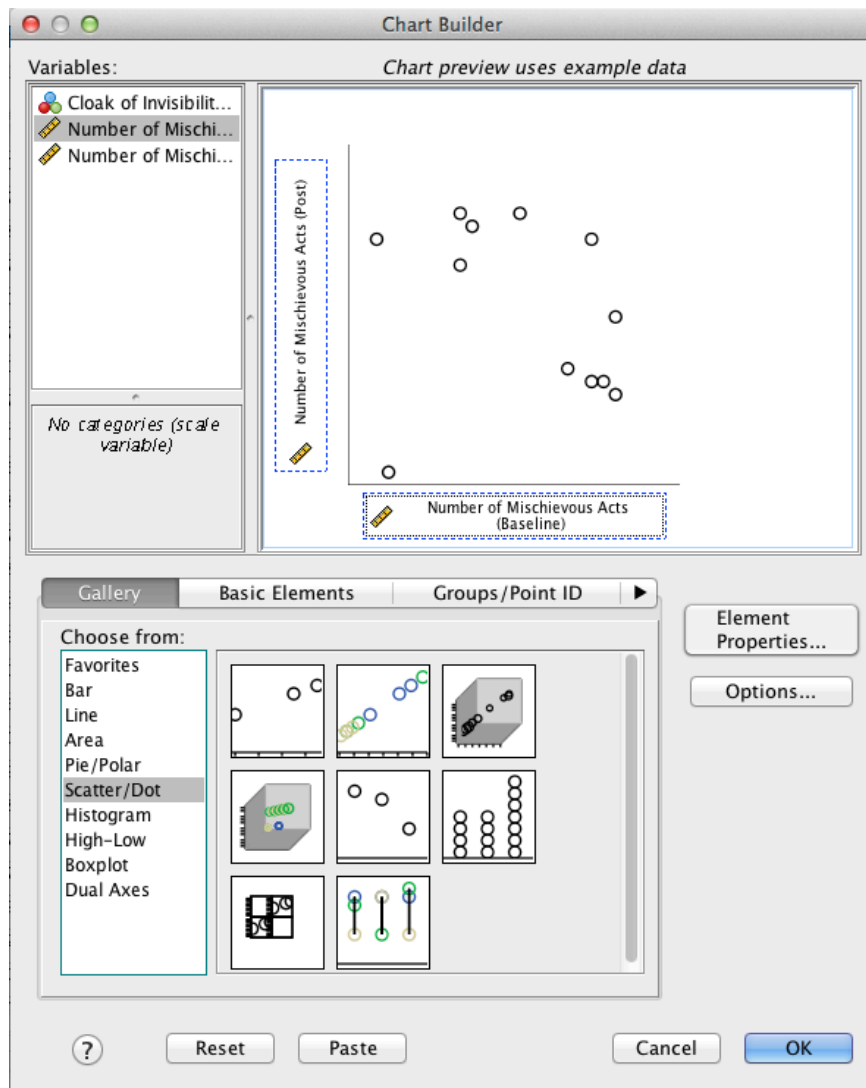 Chart Builder
Variables:
Chart preview uses example data
Cloak of Invisibilit...
Number of Mischi...
Number of Mischi...
No categories (scale
variable)
Number of Mischievous Acts (Post)
Number of Mischievous Acts
(Baseline)
Gallery
Basic Elements
Groups/Point ID
Choose from:
Favorites
Bar
Line
Area
Pie/Polar
Scatter/Dot
Histogram
High-Low
Boxplot
Dual Axes
Element
Properties...
Options...
?
Reset
Paste
Cancel
OK